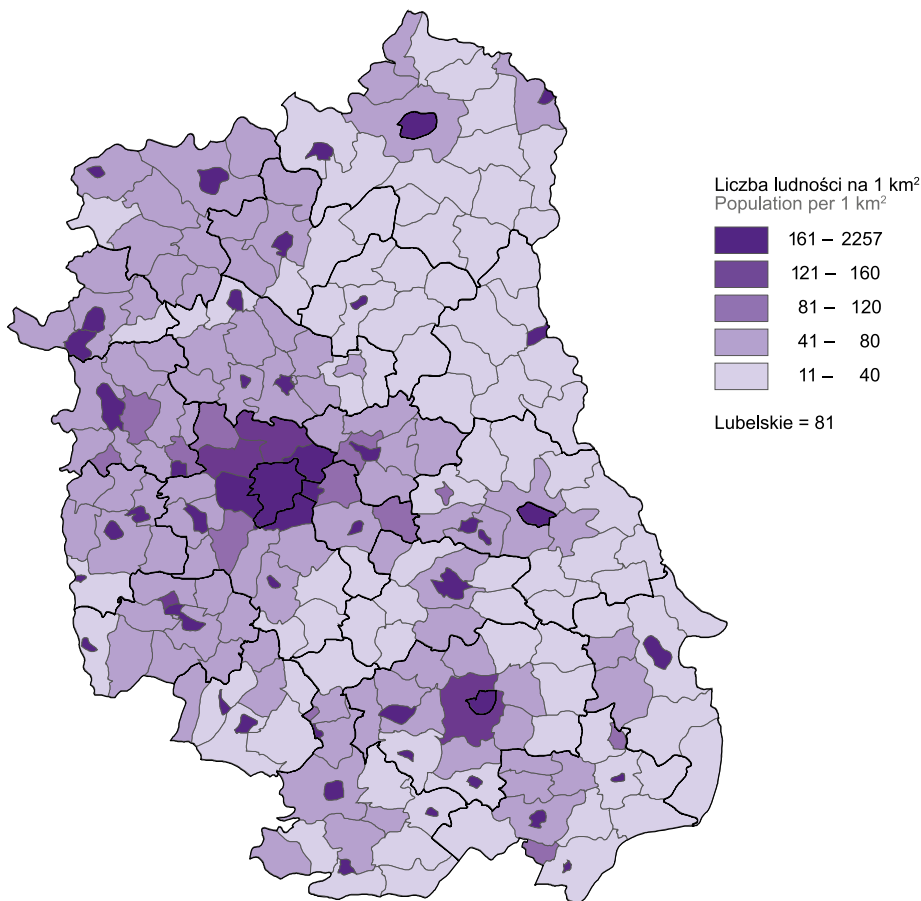 Liczba ludności na 1 km²
Population per 1 km²
161 – 2257
121 – 160
81 – 120
41 – 80
11 – 40
Lubelskie = 81